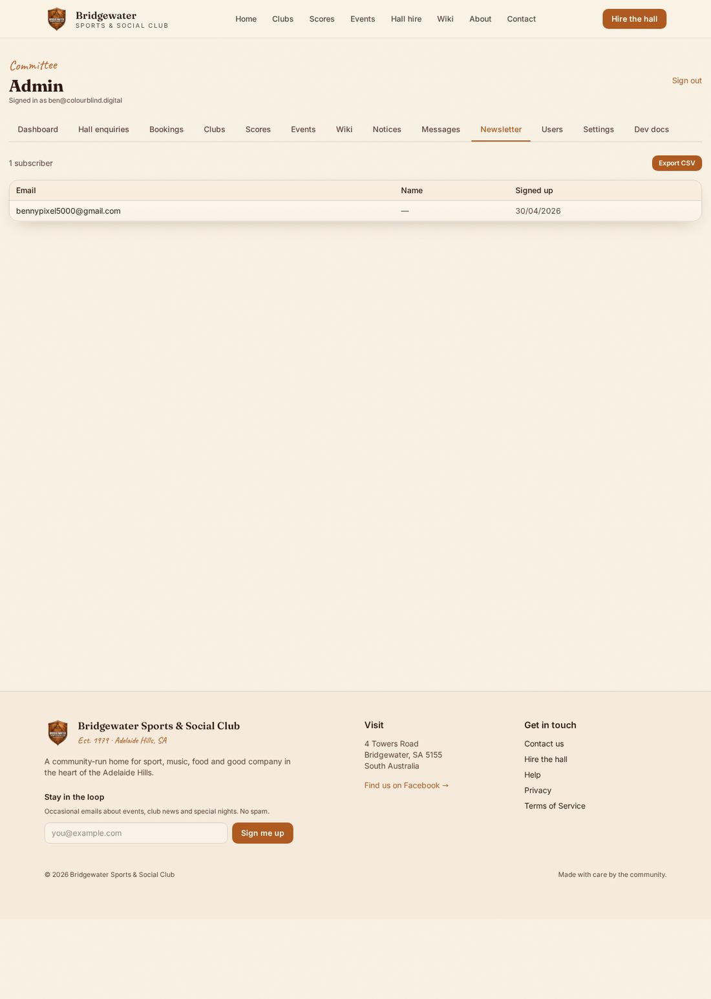 Bridgewater
SPORTS & SOCIAL CLUB
Home Clubs Scores Events Hall hire Wiki About Contact
Hire the hall
Committee
Admin
Signed in as ben@colourblind.digital
Sign out
Dashboard Hall enquiries Bookings Clubs Scores Events Wiki Notices Messages Newsletter Users Settings Dev docs
1 subscriber
Export CSV
Email Name Signed up
bennypixel5000@gmail.com — 30/04/2026
BRIDGEWATER
Bridgewater Sports & Social Club
Est. 1979 · Adelaide Hills, SA
A community-run home for sport, music, food and good company in
the heart of the Adelaide Hills.
Stay in the loop
Occasional emails about events, club news and special nights. No spam.
you@example.com
Sign me up
Visit
4 Towers Road
Bridgewater, SA 5155
South Australia
Find us on Facebook →
Get in touch
Contact us
Hire the hall
Help
Privacy
Terms of Service
© 2026 Bridgewater Sports & Social Club
Made with care by the community.